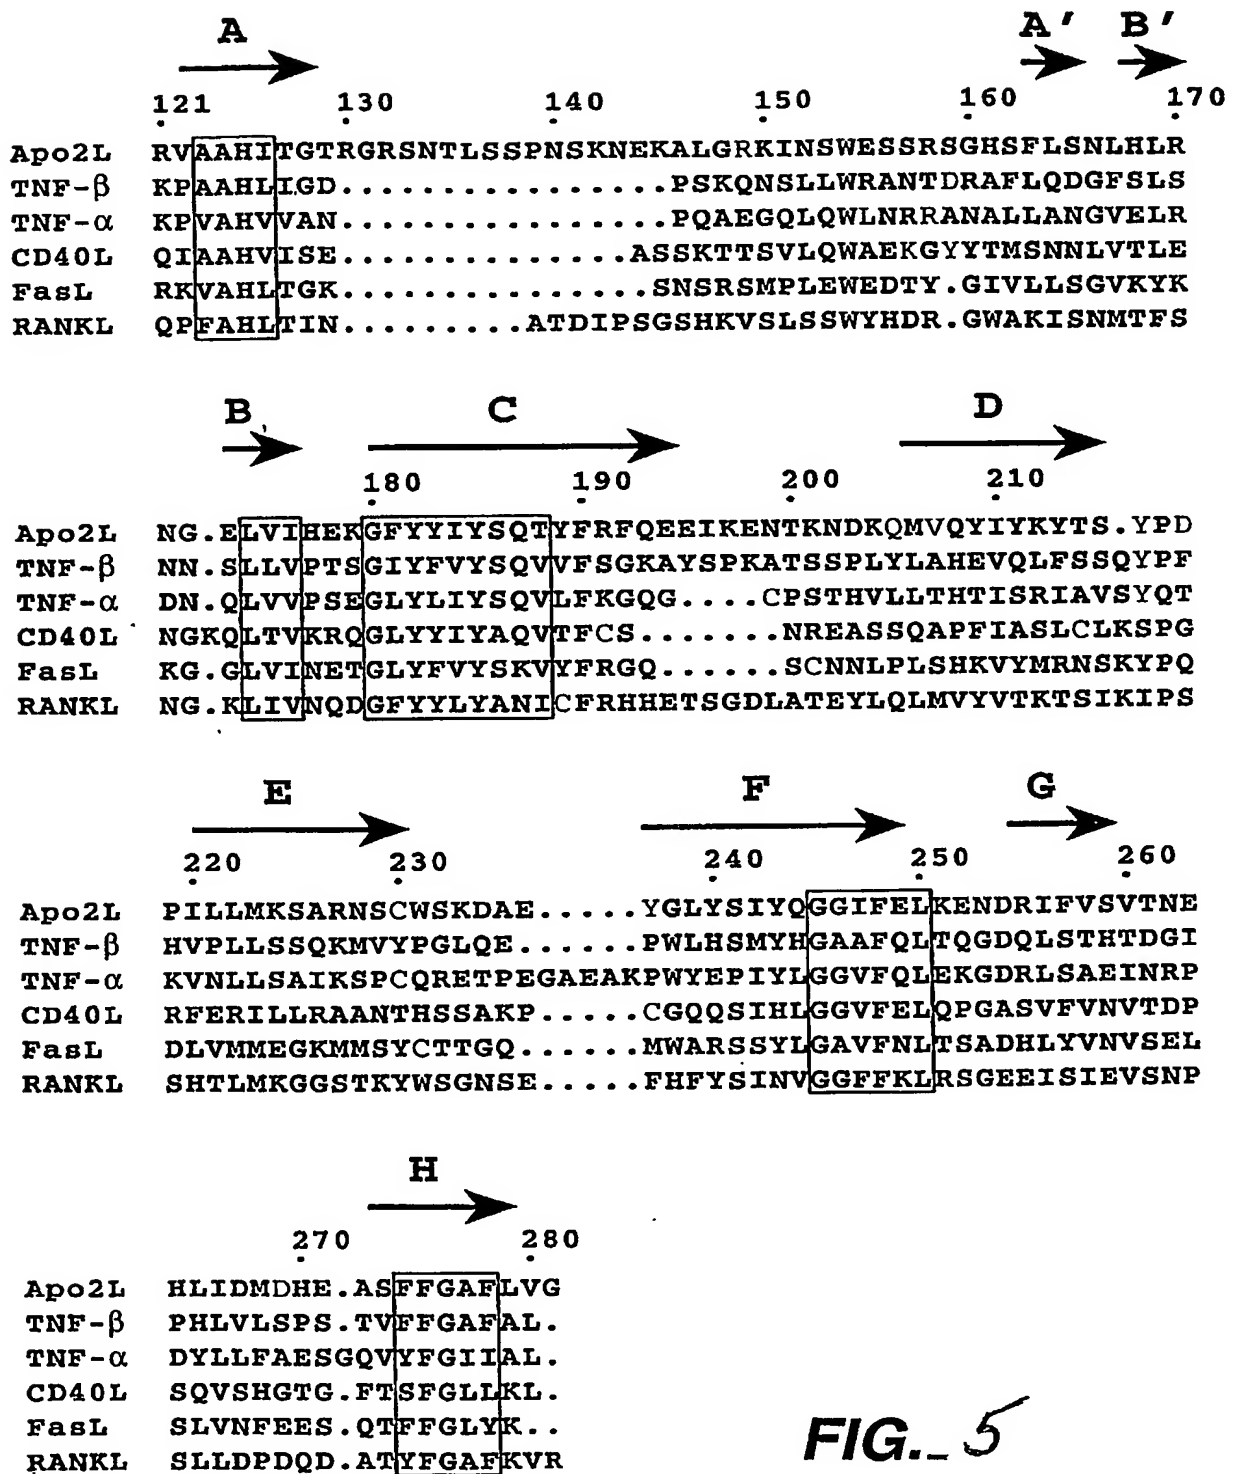 A A' B'
121 130 140 150 160 170
Apo2L RVAAHITGTRGRSNTLSSPNSKNEKALGRKINSWESSRSGHSFLSNLHLR
TNF-β KPAAHLIGD................PSKQNSLLWRANTDRAFLQDGFSLS
TNF-α KPVAHVVAN................PQAEGQLQWLNRRANALLANGVELR
CD40L QIAAHVISE..............ASSKTTSVLQWAEKGYYTMSNNLVTLE
FasL RKVAHLTGK...............SNSRSMPLEWEDTY.GIVLLSGVKYK
RANKL QPFAHLTIN.........ATDIPSGSHKVSLSSWYHDR.GWAKISNMTFS
B C D
180 190 200 210
Apo2L NG.ELVIHEKGFYYIYSQTYFRFQEEIKENTKNDKQMVQYIYKYTS.YPD
TNF-β NN.SLLVPTSGIYFVYSQVVFSGKAYSPKATSSPLYLAHEVQLFSSQYPF
TNF-α DN.QLVVPSEGLYLIYSQVLFKGQG....CPSTHVLLTHTISRIAVSYQT
CD40L NGKQLTVKRQGLYYIYAQVTFCS.......NREASSQAPFIASLCLKSPG
FasL KG.GLVINETGLYFVYSKVYFRGQ......SCNNLPLSHKVYMRNSKYPQ
RANKL NG.KLIVNQDGFYYLYANICFRHHETSGDLATEYLQLMVYVTKTSIKIPS
E F G
220 230 240 250 260
Apo2L PILLMKSARNSCWSKDAE.....YGLYSIYQGGIFELKENDRIFVSVTNE
TNF-β HVPLLSSQKMVYPGLQE......PWLHSMYHGAAFQLTQGDQLSTHTDGI
TNF-α KVNLLSAIKSPCQRETPEGAEAKPWYEPIYLGGVFQLEKGDRLSAEINRP
CD40L RFERILLRAANTHSSAKP.....CGQQSIHLGGVFELQPGASVFVNVTDP
FasL DLVMMEGKMMSYCTTGQ......MWARSSYLGAVFNLTSADHLYVNVSEL
RANKL SHTLMKGGSTKYWSGNSE.....FHFYSINVGGFFKLRSGEEISIEVSNP
H
270 280
Apo2L HLIDMDHE.ASFFGAFLVG
TNF-β PHLVLSPS.TVFFGAFAL.
TNF-α DYLLFAESGQVYFGIIAL.
CD40L SQVSHGTG.FTSFGLLKL.
FasL SLVNFEES.QTFFGLYK..
RANKL SLLDPDQD.ATYFGAFKVR
FIG._ 5